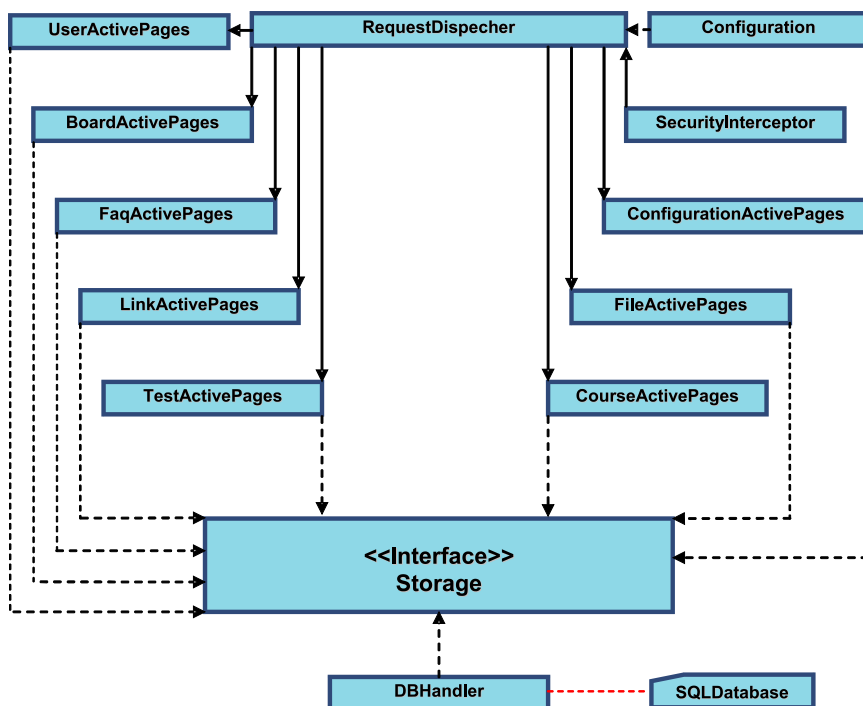 UserActivePages
RequestDispecher
Configuration
BoardActivePages
SecurityInterceptor
FaqActivePages
ConfigurationActivePages
LinkActivePages
FileActivePages
TestActivePages
CourseActivePages
<<Interface>>
Storage
DBHandler
SQLDatabase